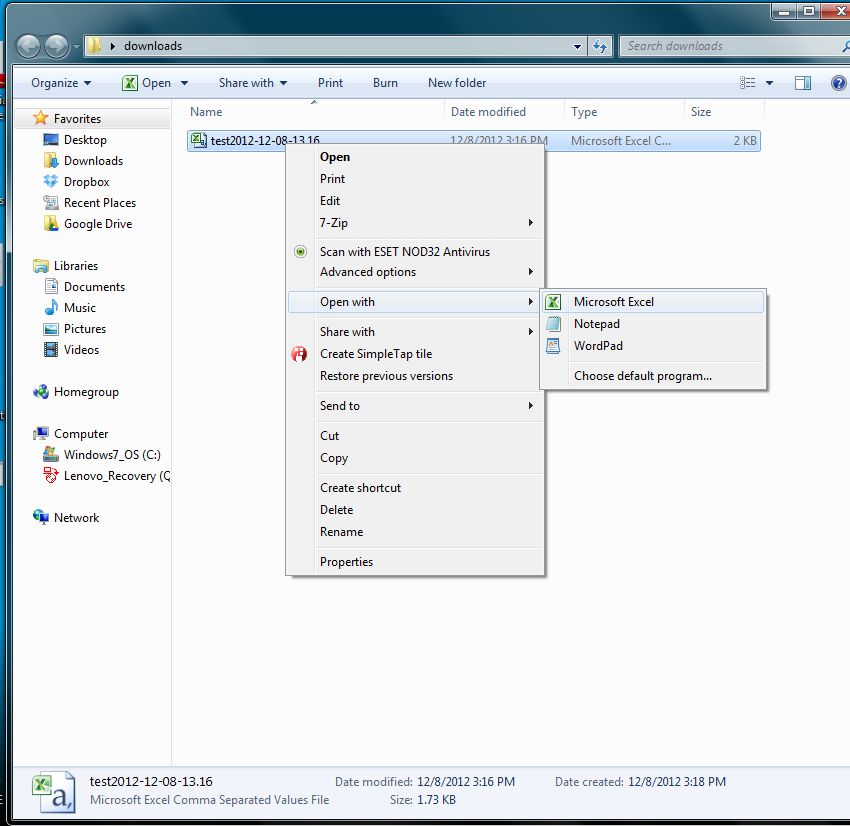 downloads
Search downloads
Organize Open Share with Print Burn New folder
Name Date modified Type Size
test2012-12-08-13.16 12/8/2012 3:16 PM Microsoft Excel C... 2 KB
Favorites
Desktop
Downloads
Dropbox
Recent Places
Google Drive
Libraries
Documents
Music
Pictures
Videos
Homegroup
Computer
Windows7_OS (C:)
Lenovo_Recovery (Q
Network
Open
Print
Edit
7-Zip
Scan with ESET NOD32 Antivirus
Advanced options
Open with
Share with
Create SimpleTap tile
Restore previous versions
Send to
Cut
Copy
Create shortcut
Delete
Rename
Properties
Microsoft Excel
Notepad
WordPad
Choose default program...
test2012-12-08-13.16 Date modified: 12/8/2012 3:16 PM Date created: 12/8/2012 3:18 PM
Microsoft Excel Comma Separated Values File Size: 1.73 KB